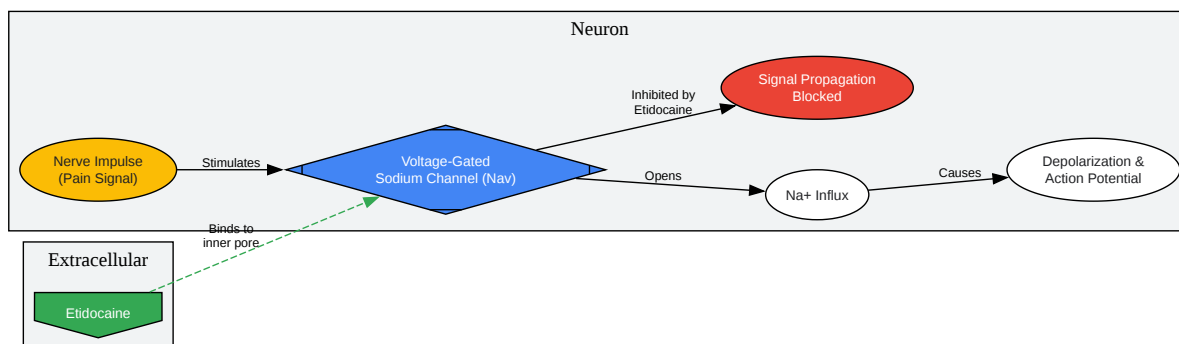 Neuron
Signal Propagation
Blocked
Inhibited by
Etidocaine
Nerve Impulse
(Pain Signal)
Stimulates
Voltage-Gated
Sodium Channel (Nav)
Opens
Na+ Influx
Causes
Depolarization &
Action Potential
Binds to
inner pore
Extracellular
Etidocaine